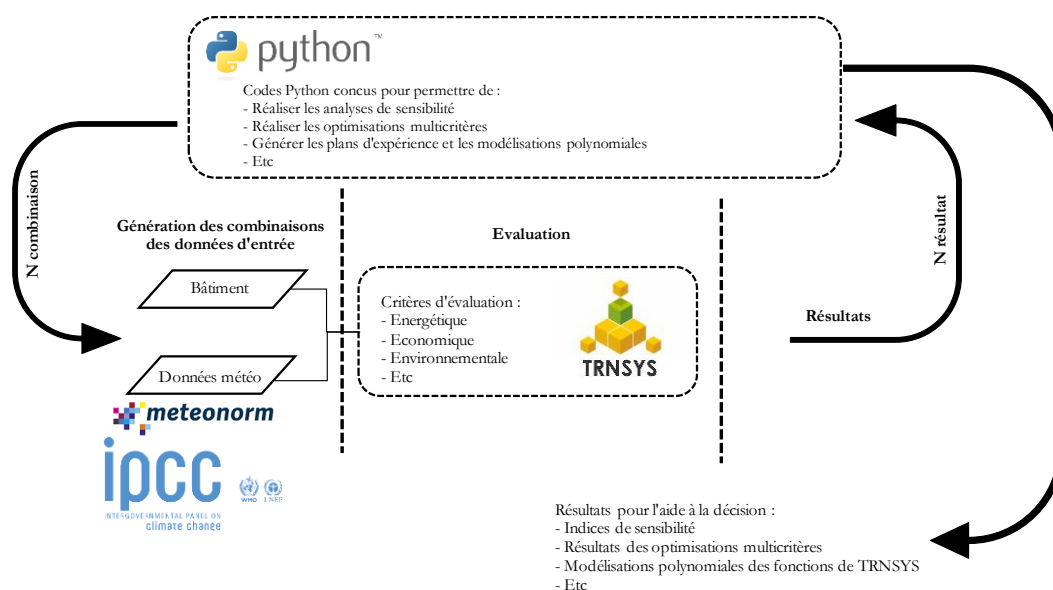 python™
Codes Python concus pour permettre de :
- Réaliser les analyses de sensibilité
- Réaliser les optimisations multicritères
- Générer les plans d'expérience et les modélisations polynomiales
- Etc
N combinaison
Génération des combinaisons
des données d'entrée
Bâtiment
Données météo
meteonorm
ipcc
INTERGOVERNMENTAL PANEL ON
climate change
WMO
UNEP
Evaluation
Critères d'évaluation :
- Energétique
- Economique
- Environnementale
- Etc
TRNSYS
Résultats
N résultat
Résultats pour l'aide à la décision :
- Indices de sensibilité
- Résultats des optimisations multicritères
- Modélisations polynomiales des fonctions de TRNSYS
- Etc